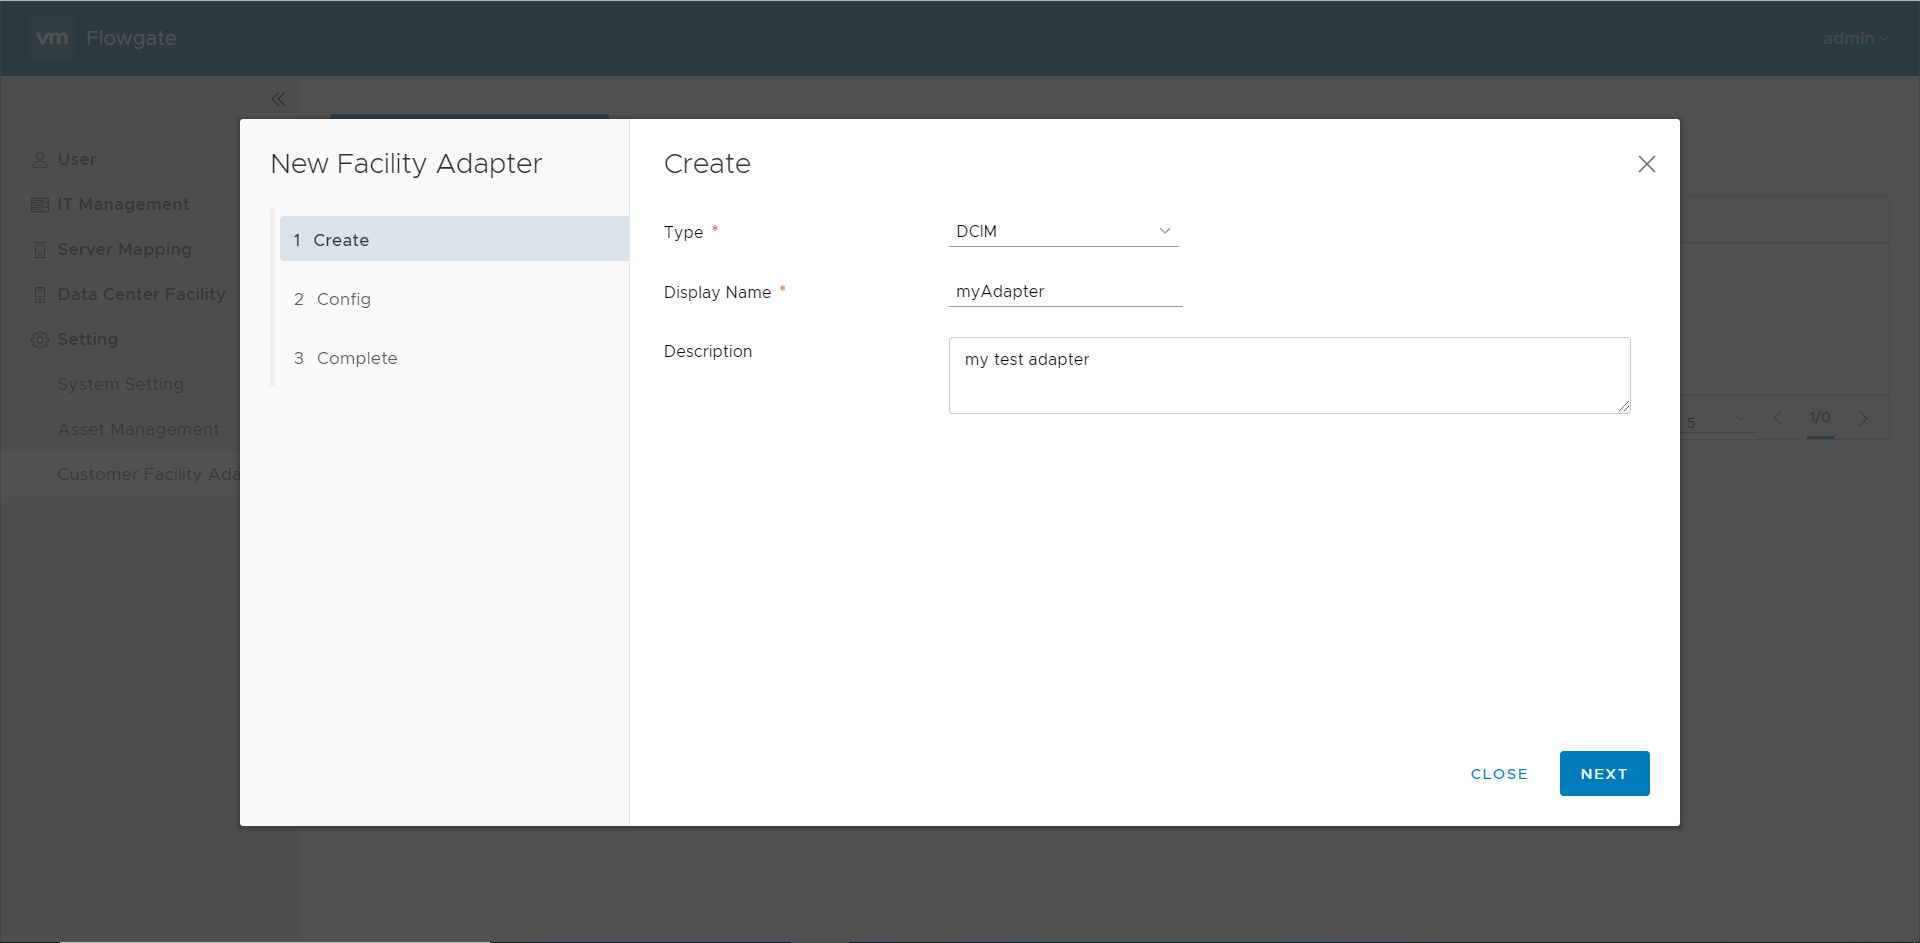 vm Flowgate
admin
User
IT Management
Server Mapping
Data Center Facility
Setting
System Setting
Asset Management
Customer Facility Ada
New Facility Adapter
1 Create
2 Config
3 Complete
Create
Type *
DCIM
Display Name *
myAdapter
Description
my test adapter
CLOSE
NEXT
5
1/0